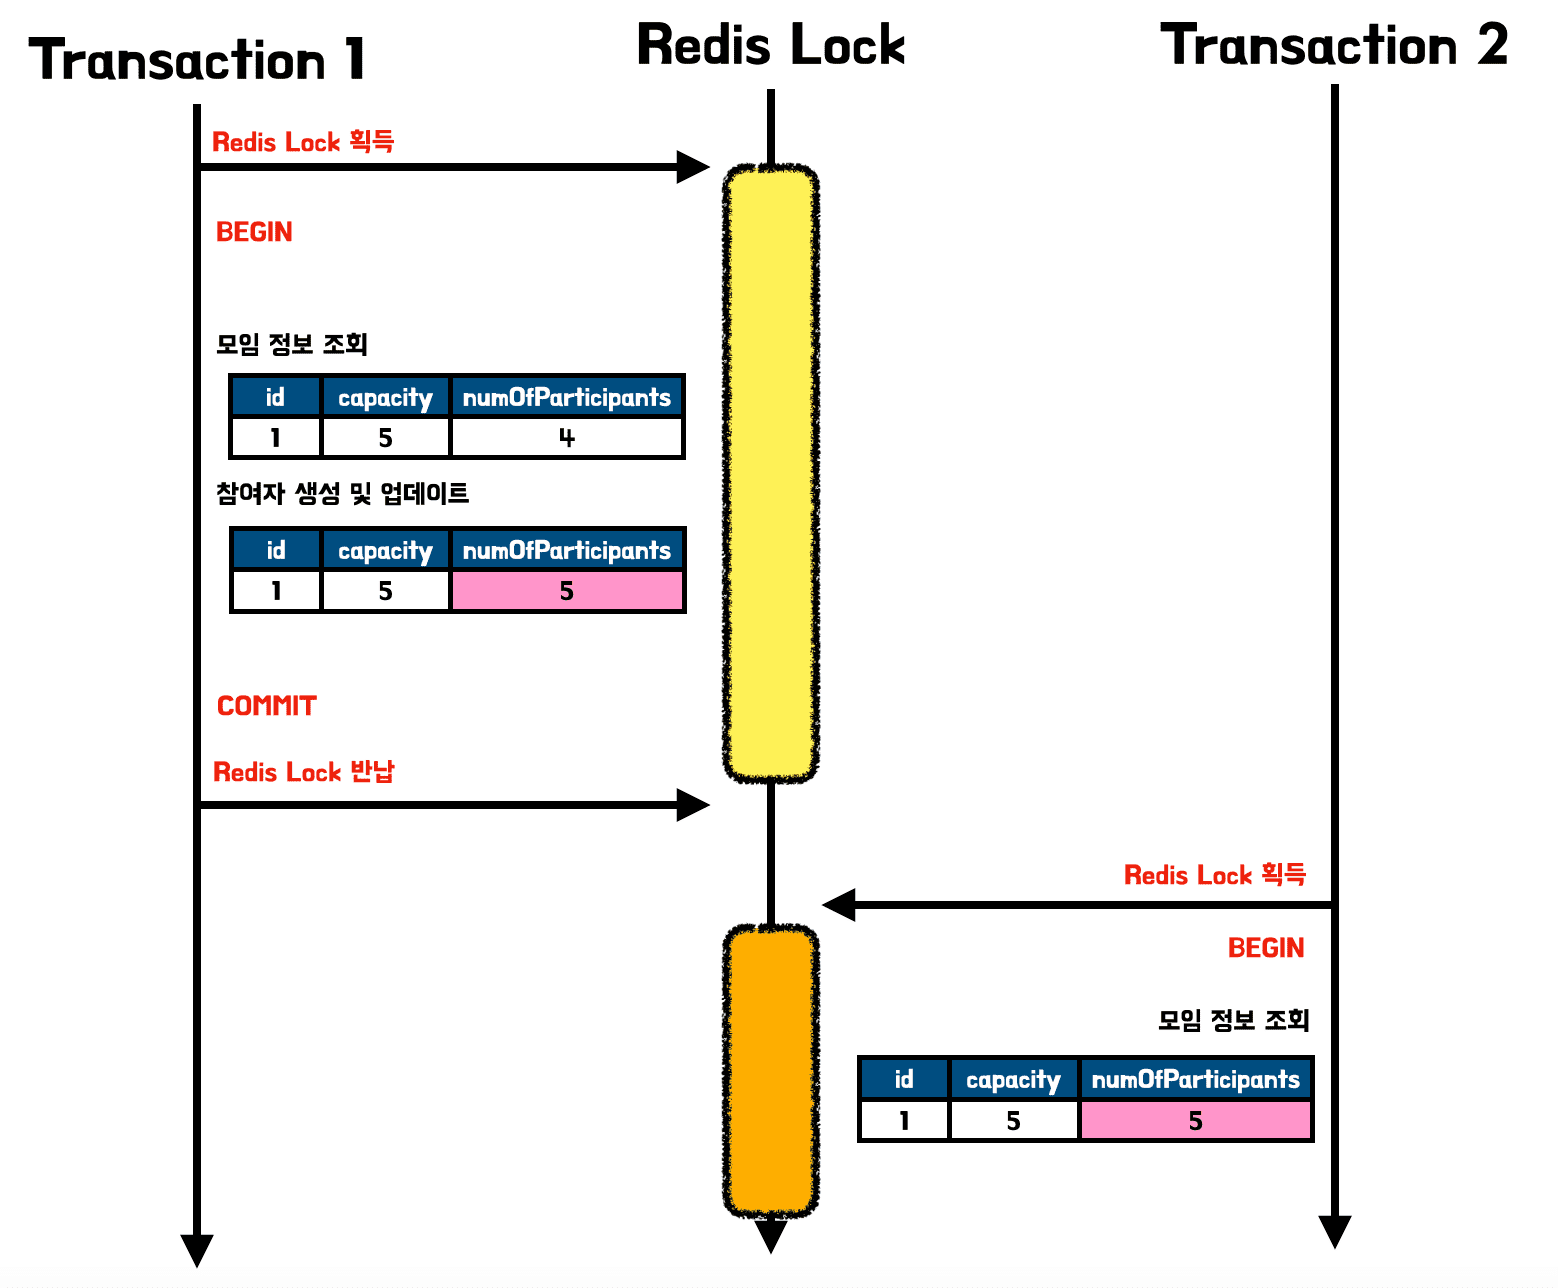 Transaction 1
Redis Lock
Transaction 2
Redis Lock 획득
BEGIN
모임 정보 조회
id capacity numOfParticipants
1 5 4
참여자 생성 및 업데이트
id capacity numOfParticipants
1 5 5
COMMIT
Redis Lock 반납
Redis Lock 획득
BEGIN
모임 정보 조회
id capacity numOfParticipants
1 5 5